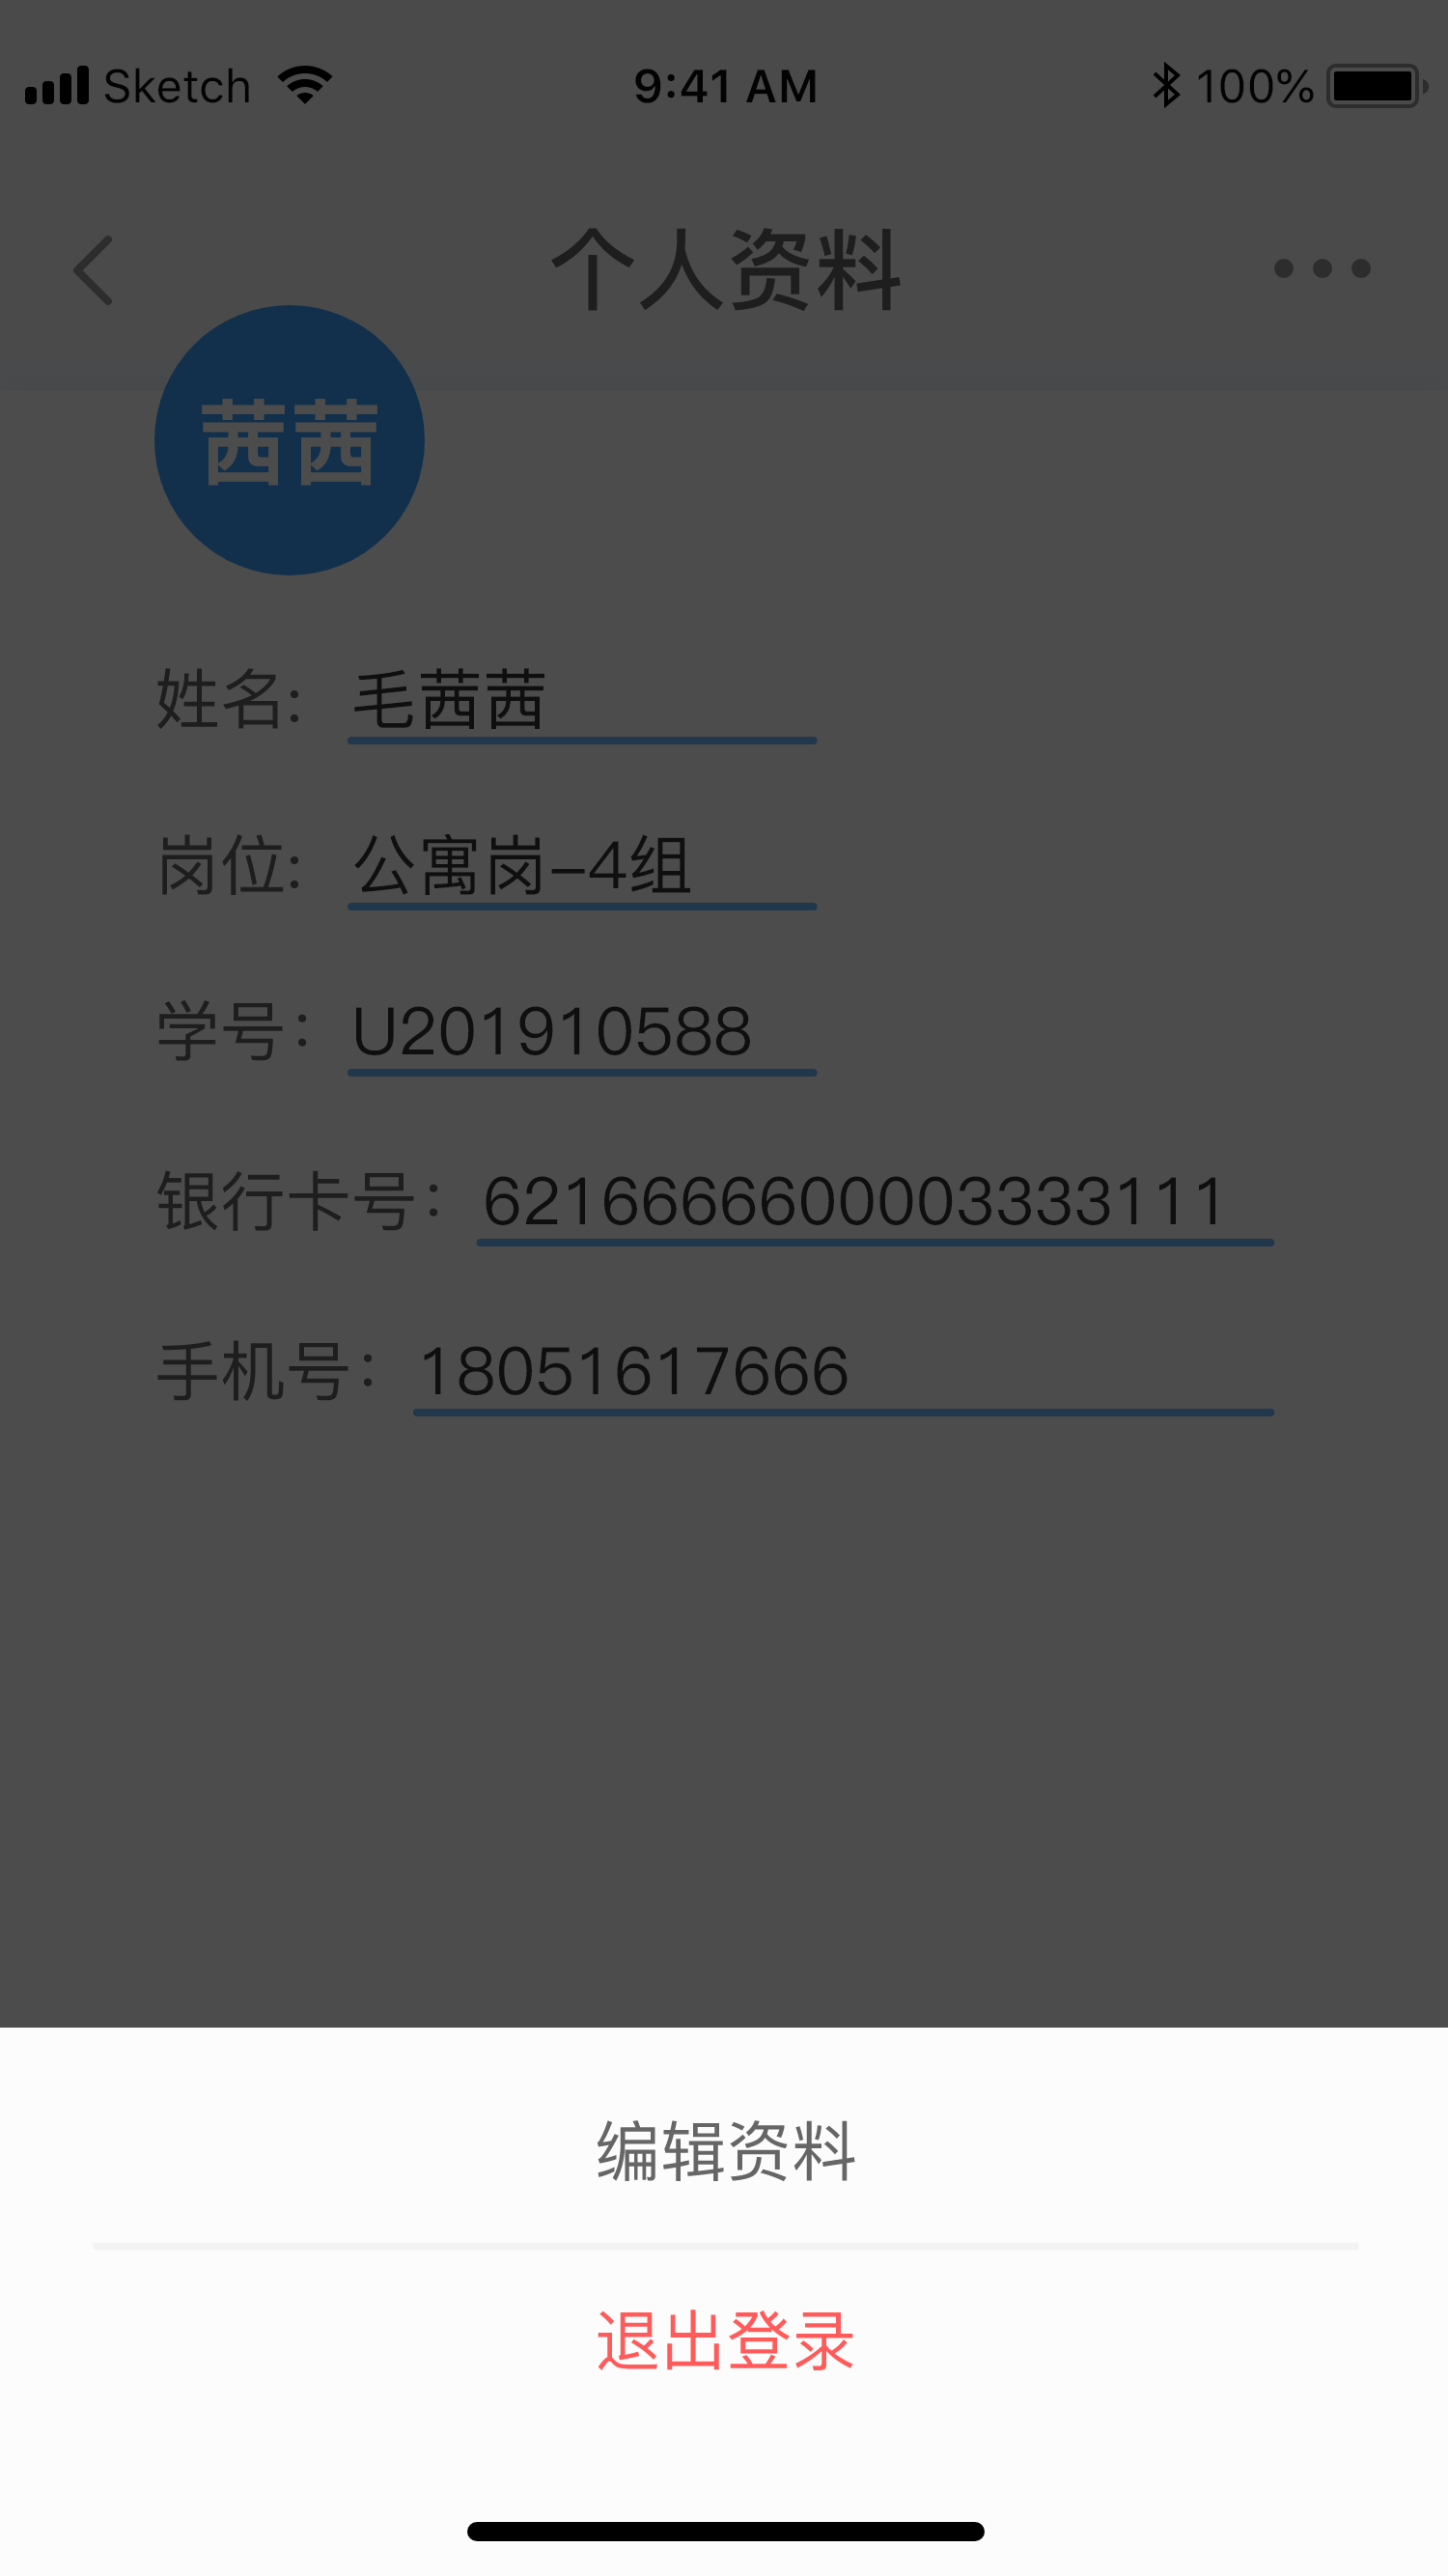 Sketch 9:41 AM 100%
个人资料
茜茜
姓名: 毛茜茜
岗位: 公寓岗-4组
学号: U201910588
银行卡号: 6216666600003333111
手机号: 18051617666
编辑资料
退出登录